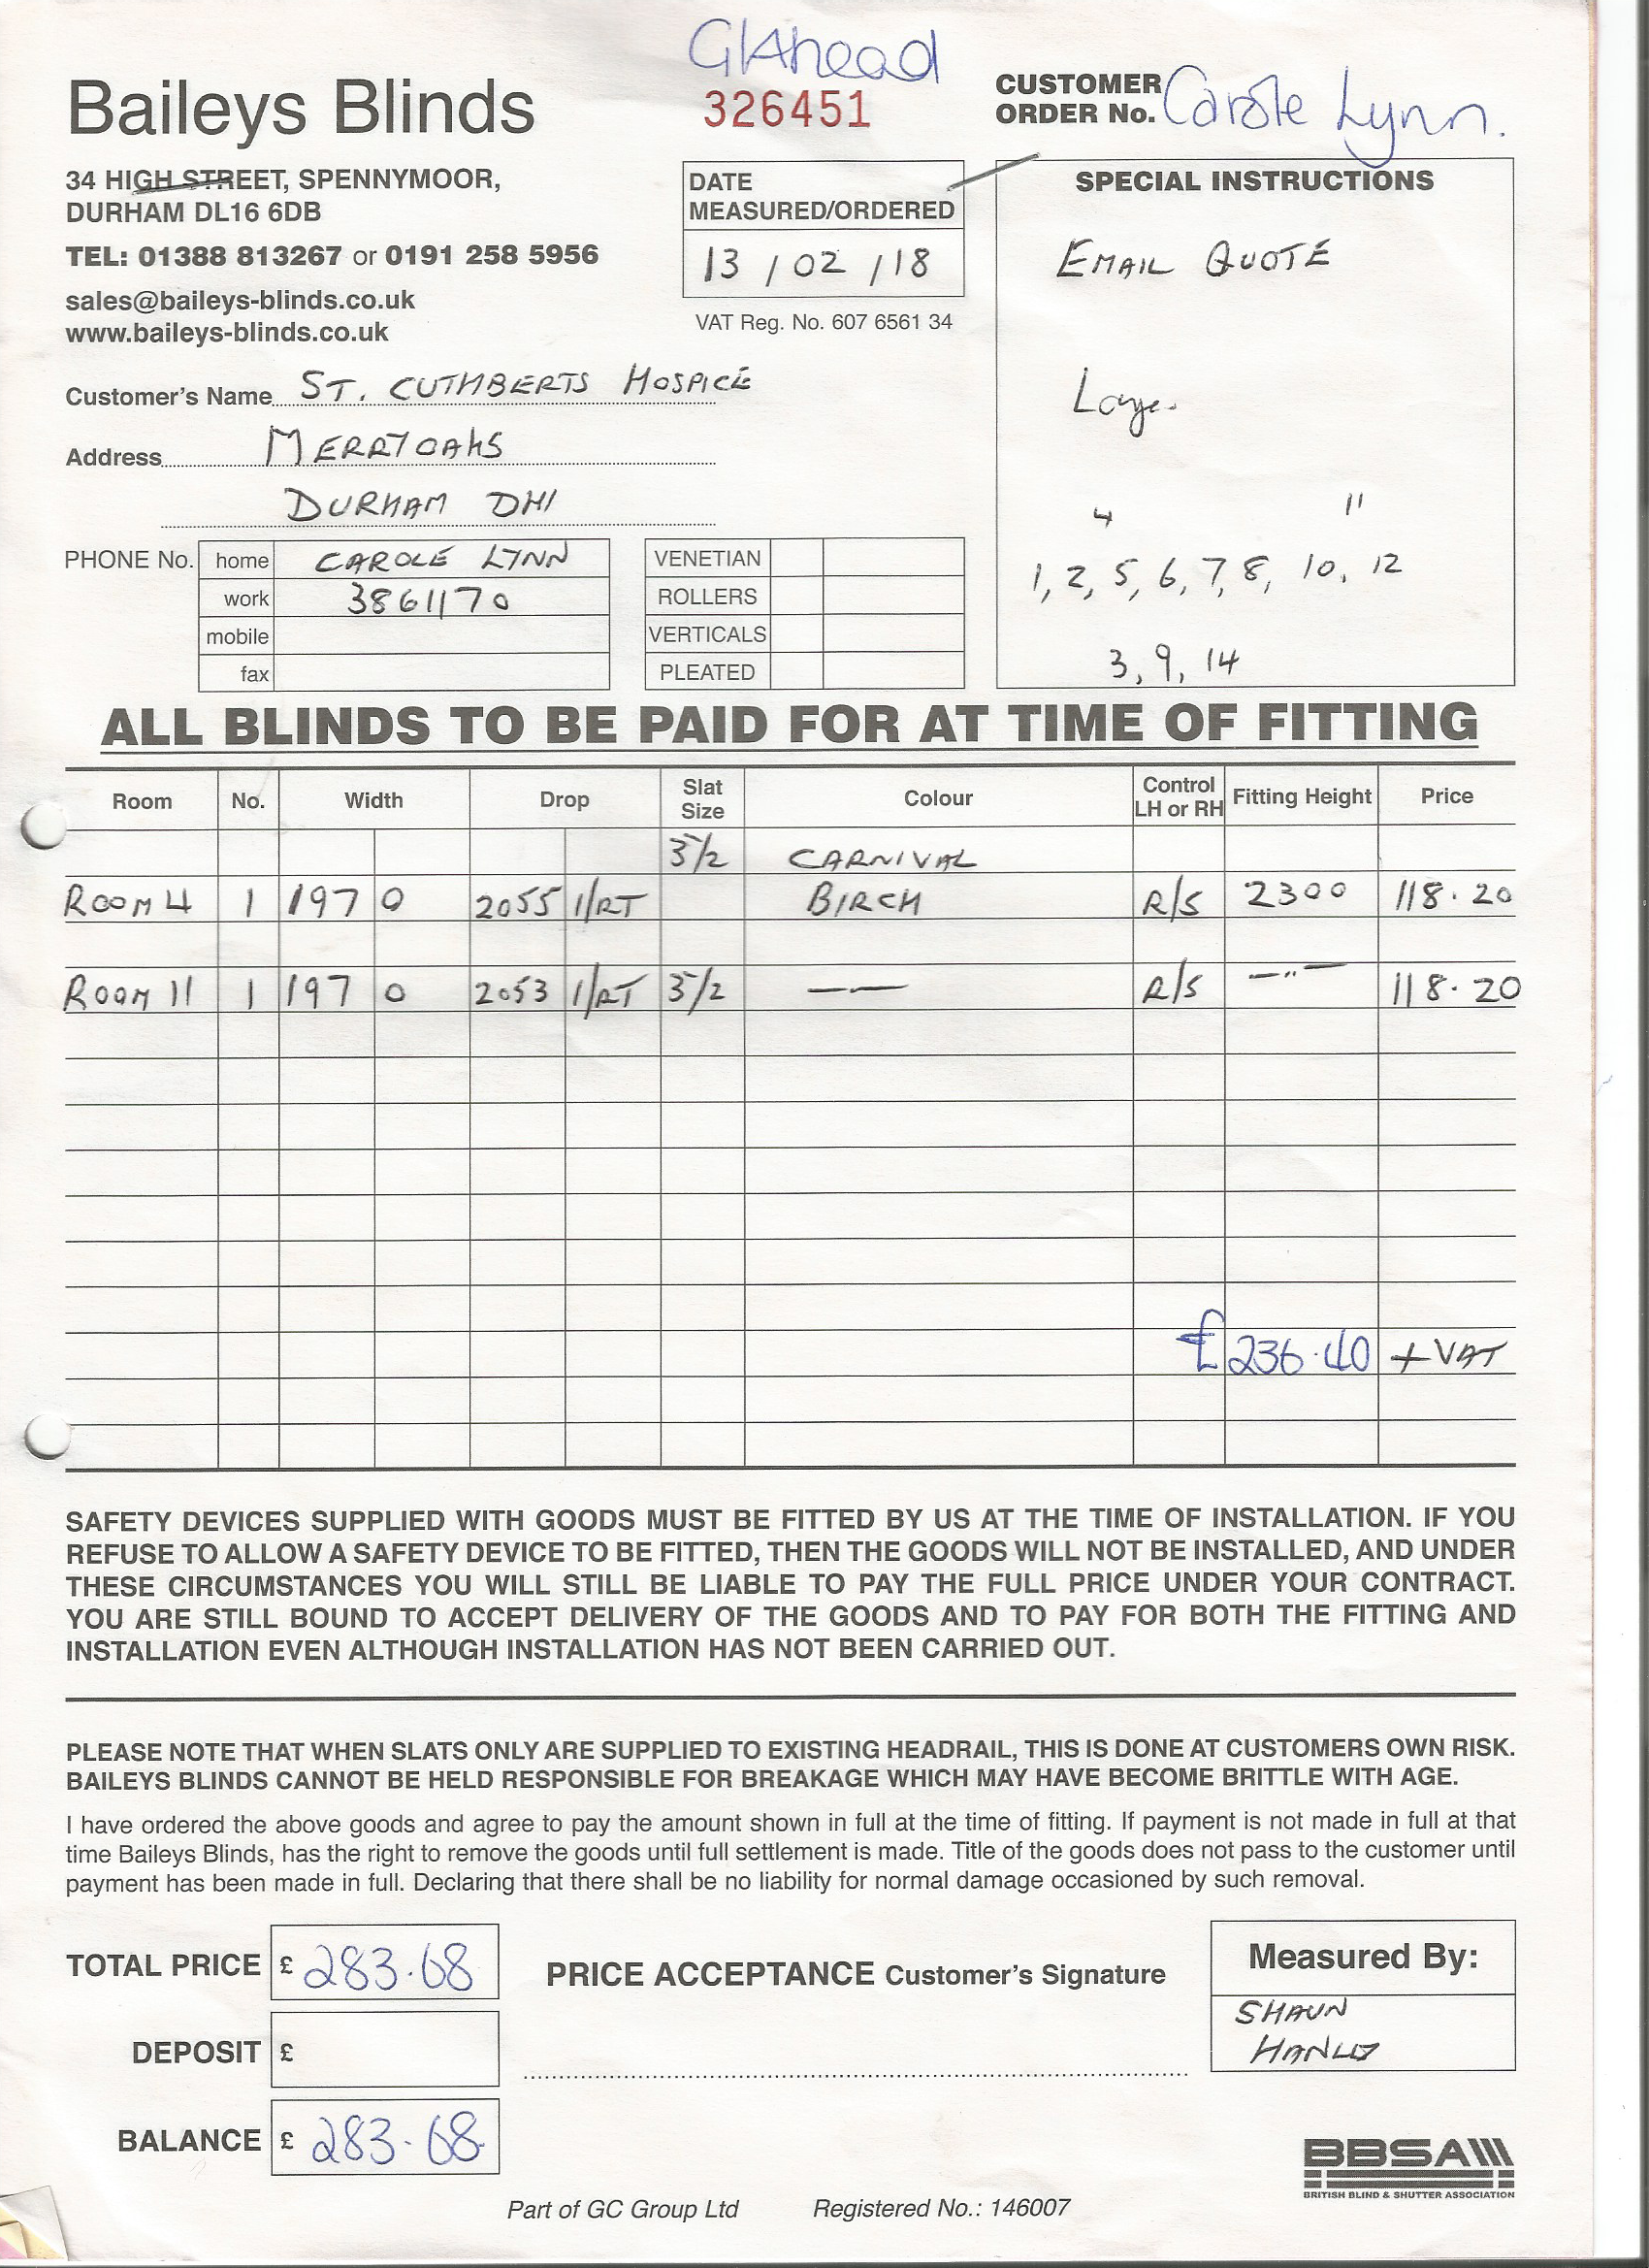 G/Ahead
Baileys Blinds
326451
CUSTOMER
ORDER No. Carole Lynn.
34 HIGH STREET, SPENNYMOOR,
DURHAM DL16 6DB
TEL: 01388 813267 or 0191 258 5956
sales@baileys-blinds.co.uk
www.baileys-blinds.co.uk
DATE
MEASURED/ORDERED
13 / 02 / 18
VAT Reg. No. 607 6561 34
SPECIAL INSTRUCTIONS
EMAIL QUOTE
4 11
1, 2, 5, 6, 7, 8, 10, 12
3, 9, 14
Customer's Name ST. CUTHBERTS HOSPICE
Address MERRYOAKS
DURHAM DH1
PHONE No. home CAROLE LYNN
work 3861170
mobile
fax
VENETIAN
ROLLERS
VERTICALS
PLEATED
ALL BLINDS TO BE PAID FOR AT TIME OF FITTING
Room No. Width Drop Slat Size Colour Control LH or RH Fitting Height Price
3½ CARNIVAL
ROOM 4 1 197 0 2055 1/RT BIRCH R/S 2300 118.20
ROOM 11 1 197 0 2053 1/RT 3½ —— R/S —"— 118.20
£236.40 + VAT
SAFETY DEVICES SUPPLIED WITH GOODS MUST BE FITTED BY US AT THE TIME OF INSTALLATION. IF YOU
REFUSE TO ALLOW A SAFETY DEVICE TO BE FITTED, THEN THE GOODS WILL NOT BE INSTALLED, AND UNDER
THESE CIRCUMSTANCES YOU WILL STILL BE LIABLE TO PAY THE FULL PRICE UNDER YOUR CONTRACT.
YOU ARE STILL BOUND TO ACCEPT DELIVERY OF THE GOODS AND TO PAY FOR BOTH THE FITTING AND
INSTALLATION EVEN ALTHOUGH INSTALLATION HAS NOT BEEN CARRIED OUT.
PLEASE NOTE THAT WHEN SLATS ONLY ARE SUPPLIED TO EXISTING HEADRAIL, THIS IS DONE AT CUSTOMERS OWN RISK.
BAILEYS BLINDS CANNOT BE HELD RESPONSIBLE FOR BREAKAGE WHICH MAY HAVE BECOME BRITTLE WITH AGE.
I have ordered the above goods and agree to pay the amount shown in full at the time of fitting. If payment is not made in full at that
time Baileys Blinds, has the right to remove the goods until full settlement is made. Title of the goods does not pass to the customer until
payment has been made in full. Declaring that there shall be no liability for normal damage occasioned by such removal.
TOTAL PRICE £ 283.68
DEPOSIT £
BALANCE £ 283.68
PRICE ACCEPTANCE Customer's Signature
Measured By:
SHAUN
BBSA
BRITISH BLIND & SHUTTER ASSOCIATION
Part of GC Group Ltd Registered No.: 146007